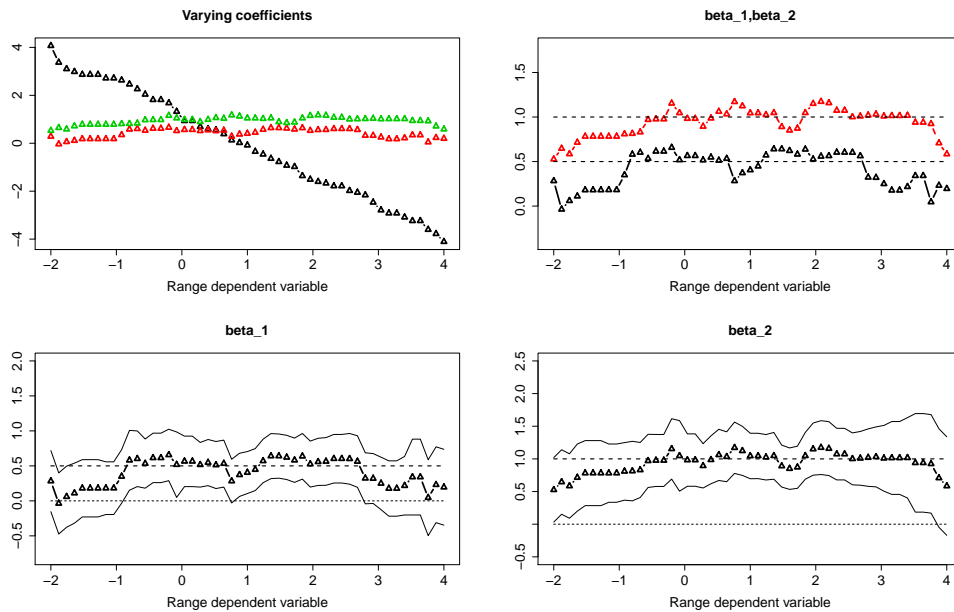 Varying coefficients
4
2
0
−2
−4
−2 −1 0 1 2 3 4
Range dependent variable
beta_1,beta_2
1.5
1.0
0.5
0.0
−2 −1 0 1 2 3 4
Range dependent variable
beta_1
2.0
1.5
1.0
0.5
0.0
−0.5
−2 −1 0 1 2 3 4
Range dependent variable
beta_2
2.5
2.0
1.5
1.0
0.5
−0.5
−2 −1 0 1 2 3 4
Range dependent variable